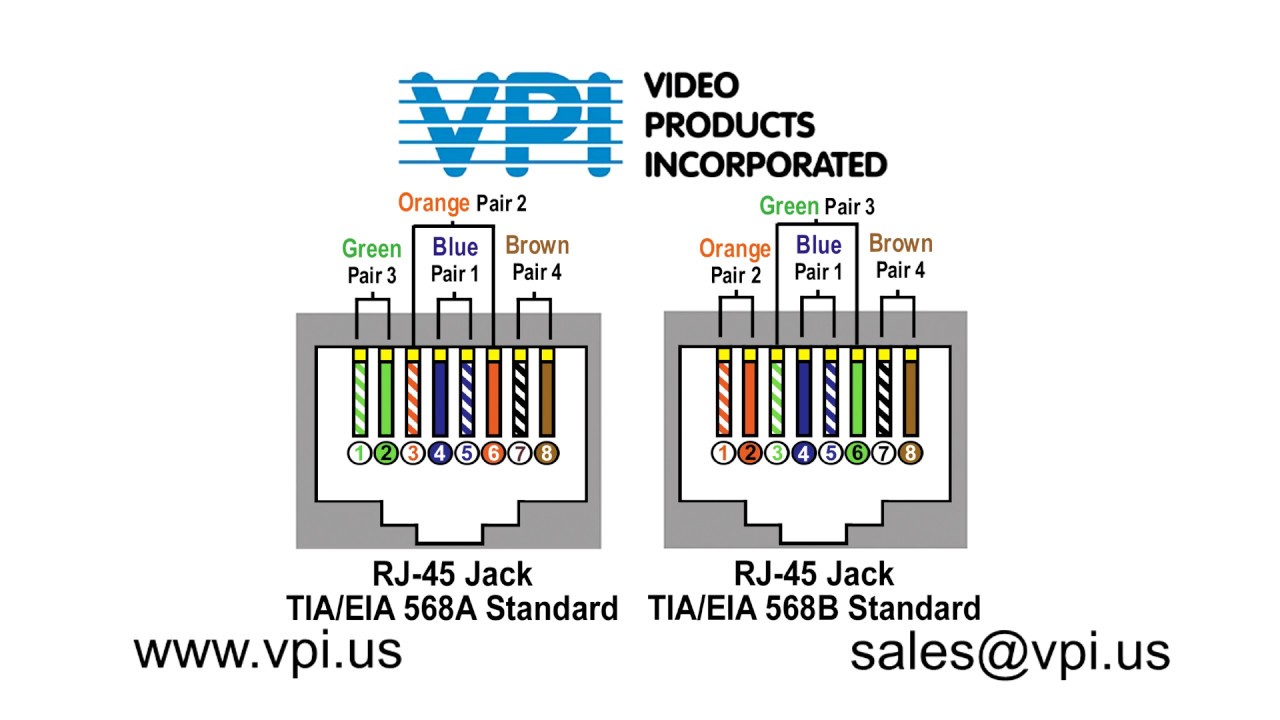 VPI
VIDEO
PRODUCTS
INCORPORATED
Orange Pair 2
Green
Pair 3
Blue
Pair 1
Brown
Pair 4
1 2 3 4 5 6 7 8
RJ-45 Jack
TIA/EIA 568A Standard
Green Pair 3
Orange
Pair 2
Blue
Pair 1
Brown
Pair 4
1 2 3 4 5 6 7 8
RJ-45 Jack
TIA/EIA 568B Standard
www.vpi.us
sales@vpi.us